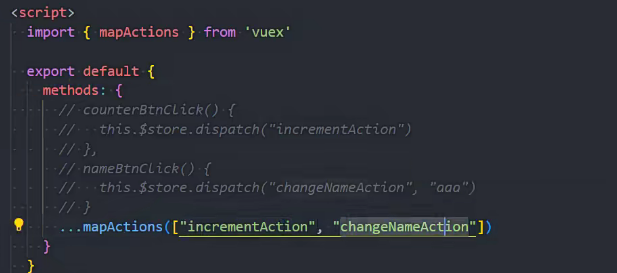 <script>
import { mapActions } from 'vuex'
export default {
methods: {
// counterBtnClick() {
// this.$store.dispatch("incrementAction")
// },
// nameBtnClick() {
// this.$store.dispatch("changeNameAction", "aaa")
// }
...mapActions(["incrementAction", "changeNameAction"])
}
}